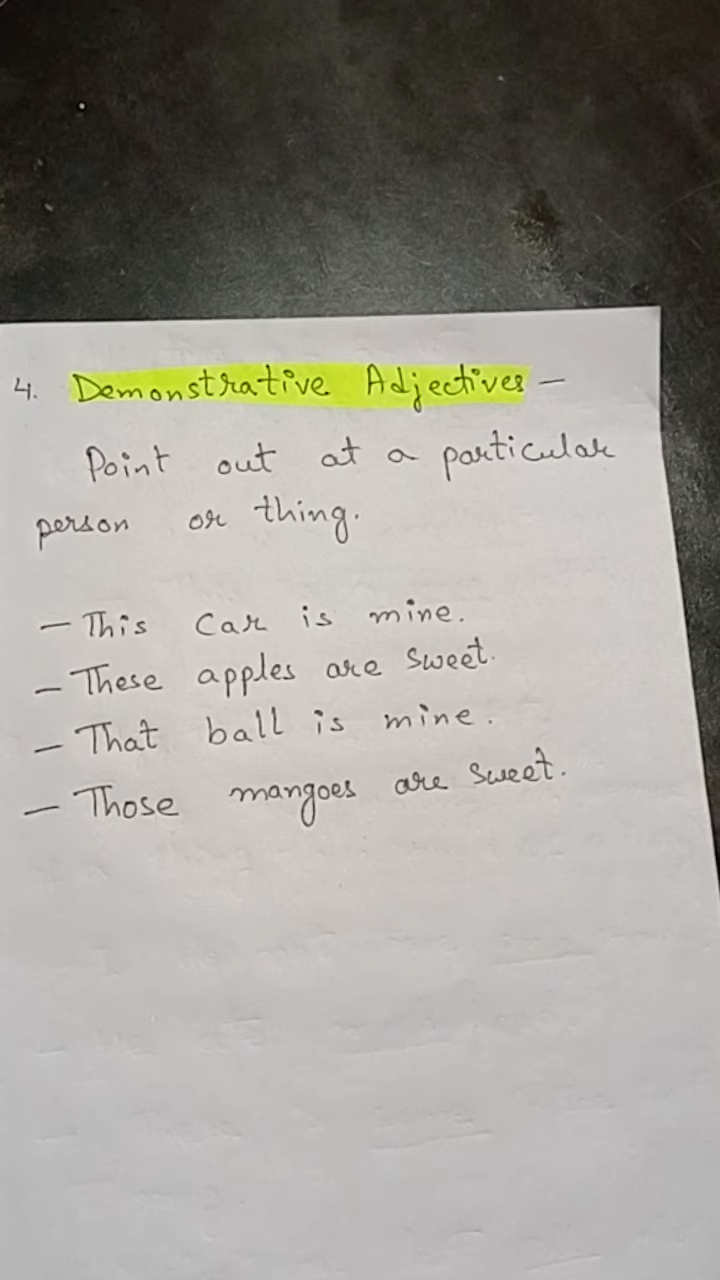 4. Demonstrative Adjectives –
Point out at a particular
person or thing.
– This car is mine.
– These apples are sweet.
– That ball is mine.
– Those mangoes are sweet.